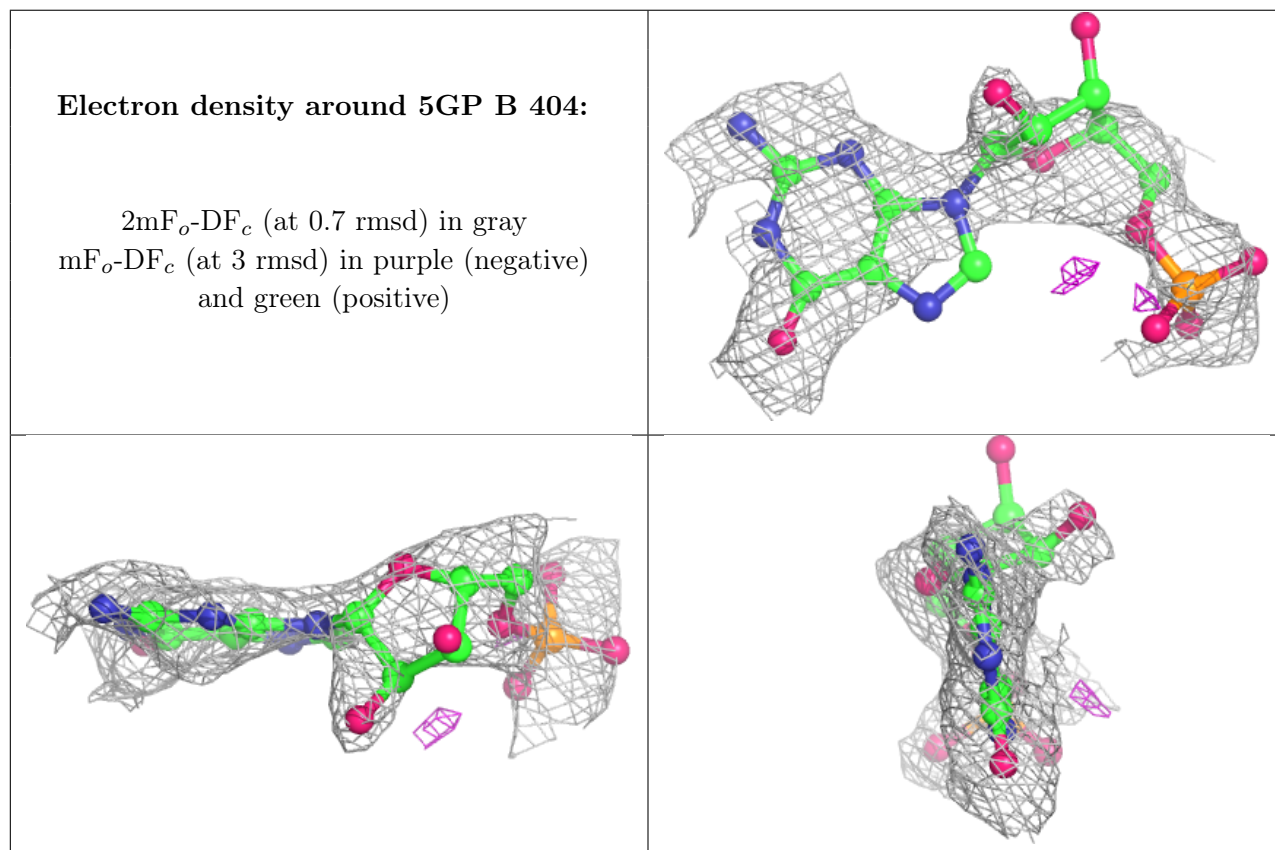 Electron density around 5GP B 404:
2mFo-DFc (at 0.7 rmsd) in gray
mFo-DFc (at 3 rmsd) in purple (negative)
and green (positive)